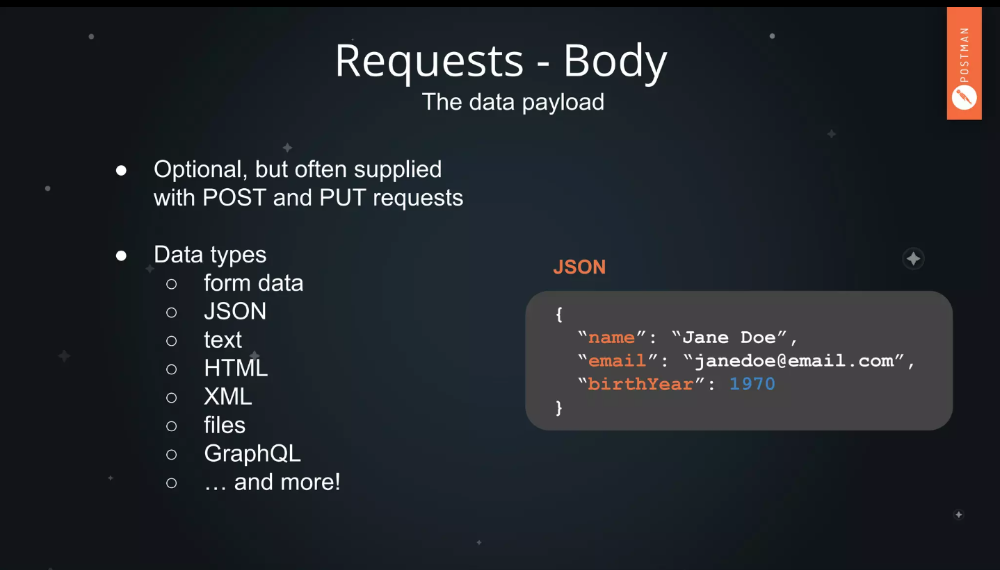 Requests - Body
The data payload
POSTMAN
● Optional, but often supplied
with POST and PUT requests
● Data types
○ form data
○ JSON
○ text
○ HTML
○ XML
○ files
○ GraphQL
○ … and more!
JSON
{
“name”: “Jane Doe”,
“email”: “janedoe@email.com”,
“birthYear”: 1970
}